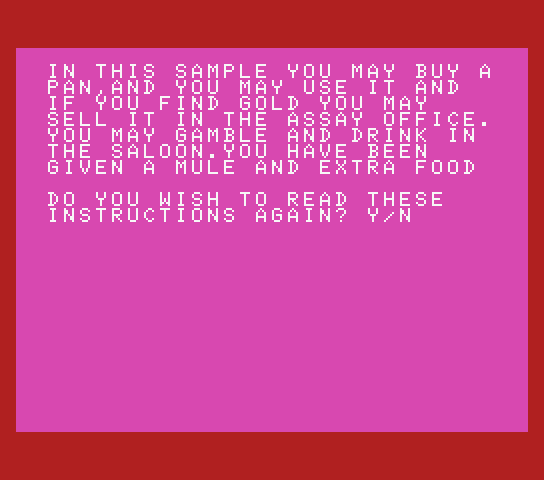 IN THIS SAMPLE YOU MAY BUY A
PAN,AND YOU MAY USE IT AND
IF YOU FIND GOLD YOU MAY
SELL IT IN THE ASSAY OFFICE.
YOU MAY GAMBLE AND DRINK IN
THE SALOON.YOU HAVE BEEN
GIVEN A MULE AND EXTRA FOOD
DO YOU WISH TO READ THESE
INSTRUCTIONS AGAIN? Y/N